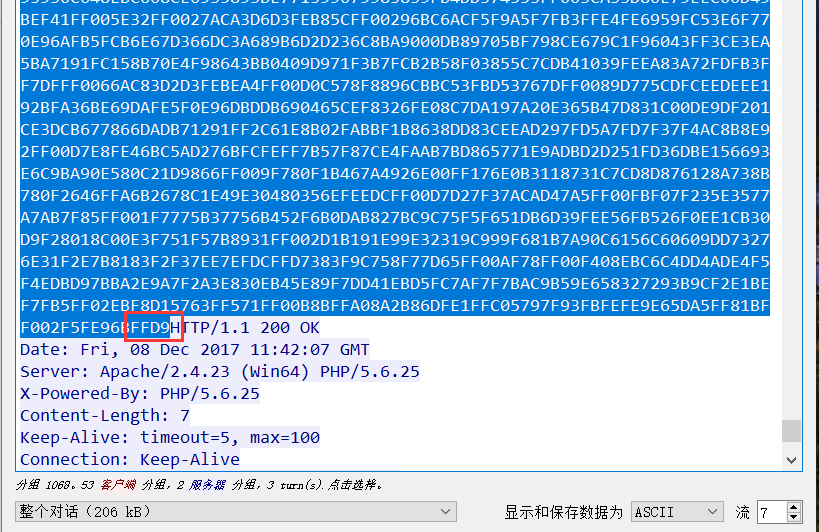 BEF41FF005E32FF0027ACA3D6D3FEB85CFF00296BC6ACF5F9A5F7FB3FFE4FE6959FC53E6F77
0E96AFB5FCB6E67D366DC3A689B6D2D236C8BA9000DB89705BF798CE679C1F96043FF3CE3EA
5BA7191FC158B70E4F98643BB0409D971F3B7FCB2B58F03855C7CDB41039FEEA83A72FDFB3F
F7DFFF0066AC83D2D3FEBEA4FF00D0C578F8896CBBC53FBD53767DFF0089D775CDFCEEDEEE1
92BFA36BE69DAFE5F0E96DBDDB690465CEF8326FE08C7DA197A20E365B47D831C00DE9DF201
CE3DCB677866DADB71291FF2C61E8B02FABBF1B8638DD83CEEAD297FD5A7FD7F37F4AC8B8E9
2FF00D7E8FE46BC5AD276BFCFEFF7B57F87CE4FAAB7BD865771E9ADBD2D251FD36DBE156693
E6C9BA90E580C21D9866FF009F780F1B467A4926E00FF176E0B3118731C7CD8D876128A738B
780F2646FFA6B2678C1E49E30480356EFEEDCFF00D7D27F37ACAD47A5FF00FBF07F235E3577
A7AB7F85FF001F7775B37756B452F6B0DAB827BC9C75F5F651DB6D39FEE56FB526F0EE1CB30
D9F28018C00E3F751F57B8931FF002D1B191E99E32319C999F681B7A90C6156C60609DD7327
6E31F2E7B8183F2F37EE7EFDCFFD7383F9C758F77D65FF00AF78FF00F408EBC6C4DD4ADE4F5
F4EDBD97BBA2E9A7F2A3E830EB45E89F7DD41EBD5FC7AF7F7BAC9B59E658327293B9CF2E1BE
F7FB5FF02EBF8D15763FF571FF00B8BFFA08A2B86DFE1FFC05797F93FBFEFE9E65DA5FF81BF
F002F5FE96BFFD9HTTP/1.1 200 OK
Date: Fri, 08 Dec 2017 11:42:07 GMT
Server: Apache/2.4.23 (Win64) PHP/5.6.25
X-Powered-By: PHP/5.6.25
Content-Length: 7
Keep-Alive: timeout=5, max=100
Connection: Keep-Alive
分组 1068。53 客户端 分组，2 服务器 分组，3 turn(s).点击选择。
整个对话（206 kB） 显示和保存数据为 ASCII 流 7